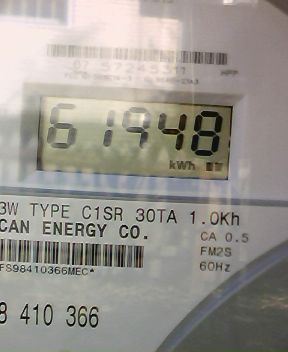 61948
kWh
3W TYPE C1SR 30TA 1.0Kh
CAN ENERGY CO.
CA 0.5
FM2S
60Hz
FS98410366MEC*
8 410 366